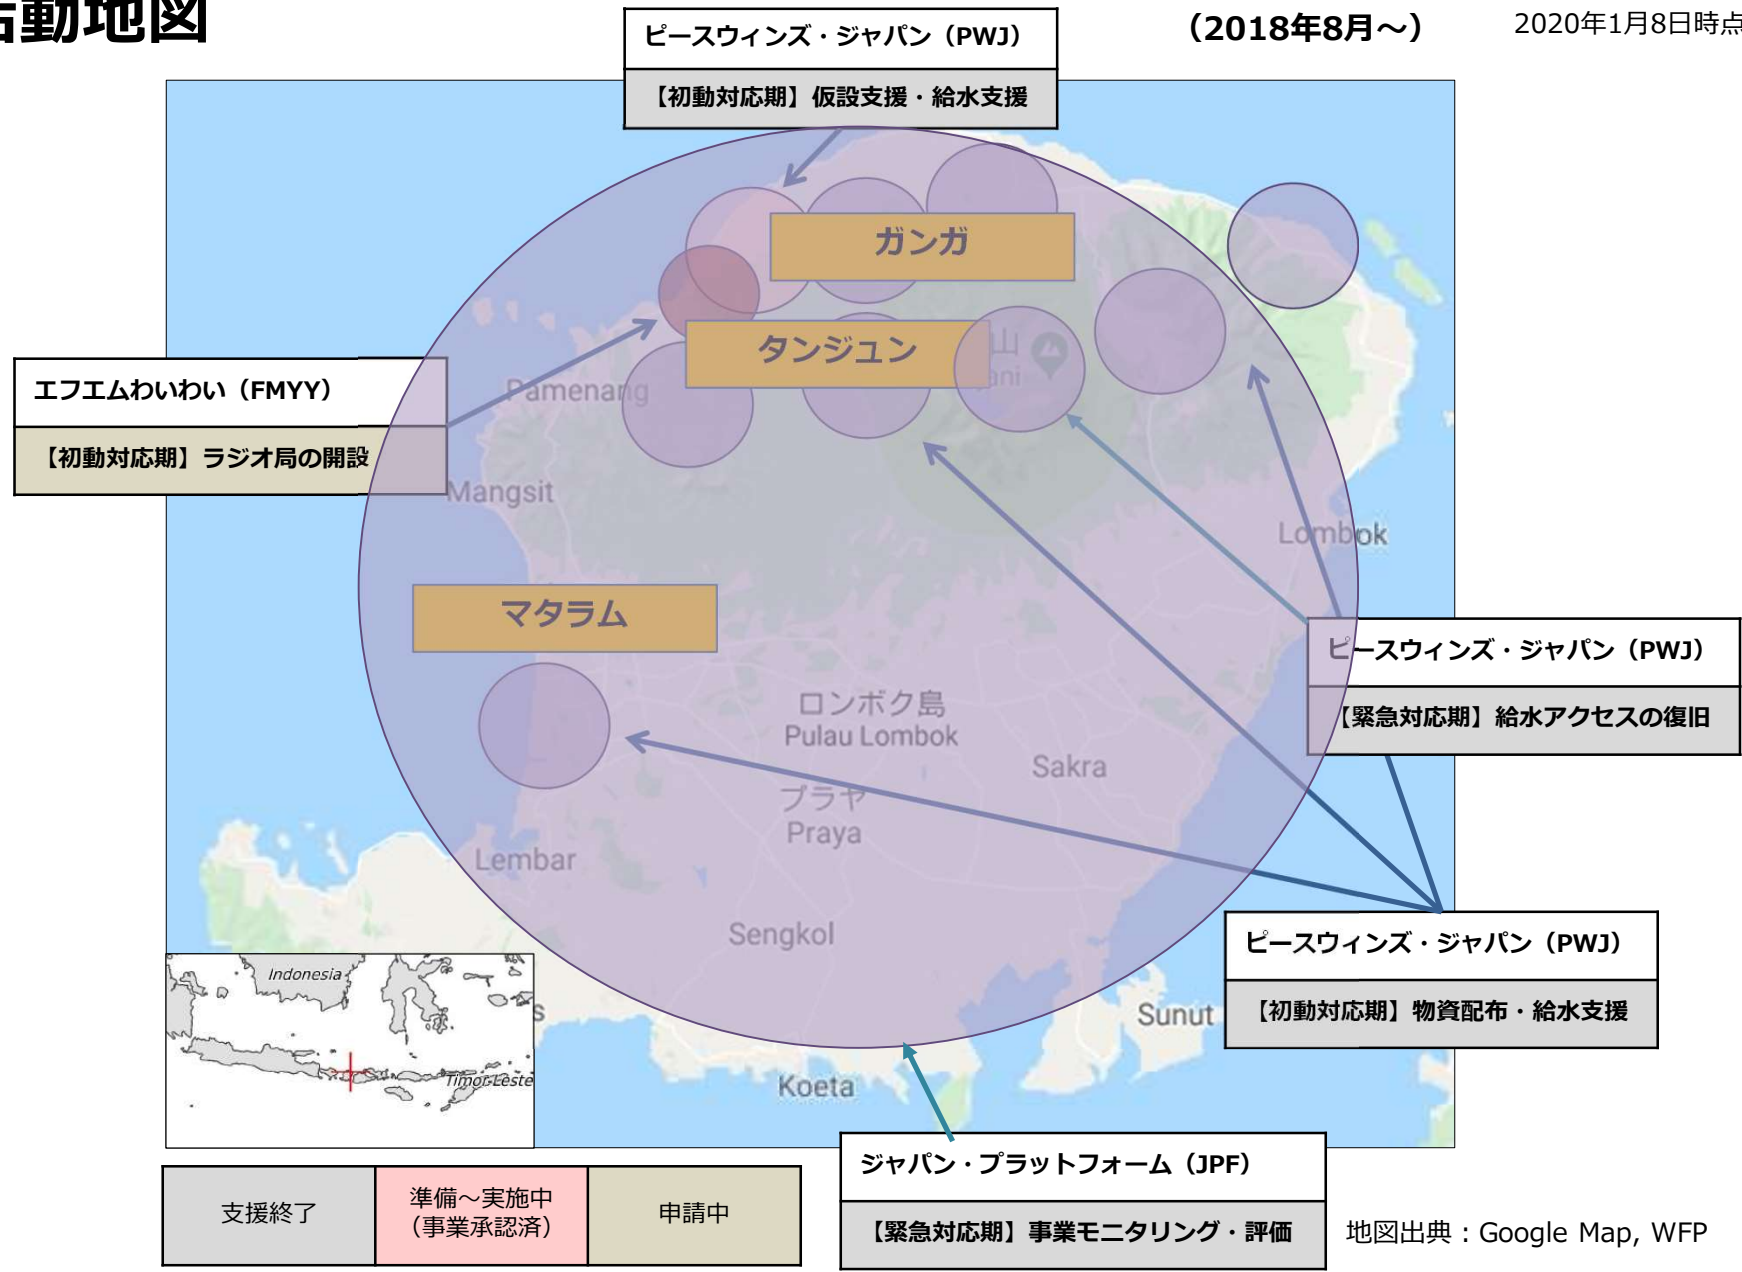 活動地図
（2018年8月～）
2020年1月8日時点
ピースウィンズ・ジャパン（PWJ）
【初動対応期】仮設支援・給水支援
ガンガ
タンジュン
山
jani
Pamenang
エフエムわいわい（FMYY）
【初動対応期】ラジオ局の開設
Mangsit
Lombok
マタラム
ピースウィンズ・ジャパン（PWJ）
【緊急対応期】給水アクセスの復旧
ロンボク島
Pulau Lombok
Sakra
プラヤ
Praya
Lembar
Sengkol
ピースウィンズ・ジャパン（PWJ）
【初動対応期】物資配布・給水支援
Indonesia
s
Sunut
Timor-Leste
Koeta
ジャパン・プラットフォーム（JPF）
【緊急対応期】事業モニタリング・評価
支援終了
準備～実施中
（事業承認済）
申請中
地図出典：Google Map, WFP